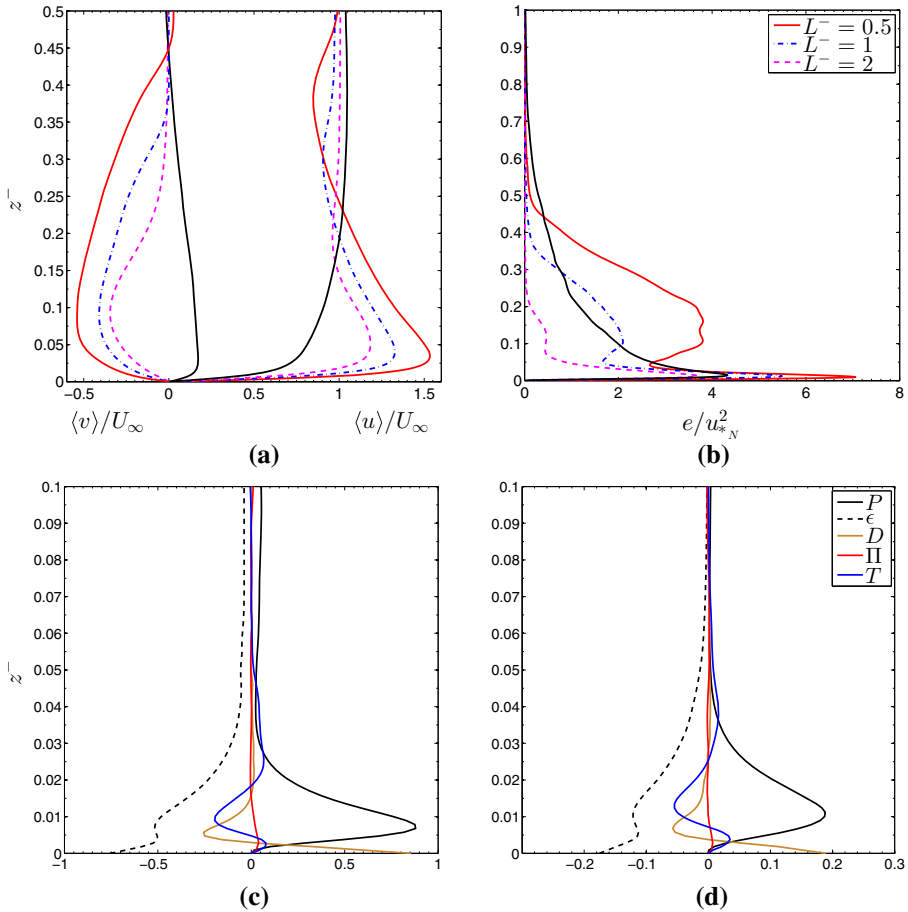 0.5
0.45
0.4
0.35
0.3
0.25
0.2
0.15
0.1
0.05
0
z⁻
−0.5 0 0.5 1 1.5
⟨v⟩/U∞ ⟨u⟩/U∞
(a)
1
0.9
0.8
0.7
0.6
0.5
0.4
0.3
0.2
0.1
0
L⁻ = 0.5
L⁻ = 1
L⁻ = 2
0 2 4 6 8
e/u²*N
(b)
0.1
0.09
0.08
0.07
0.06
0.05
0.04
0.03
0.02
0.01
0
z⁻
−1 −0.5 0 0.5 1
(c)
0.1
0.09
0.08
0.07
0.06
0.05
0.04
0.03
0.02
0.01
0
P
ϵ
D
Π
T
−0.2 −0.1 0 0.1 0.2 0.3
(d)